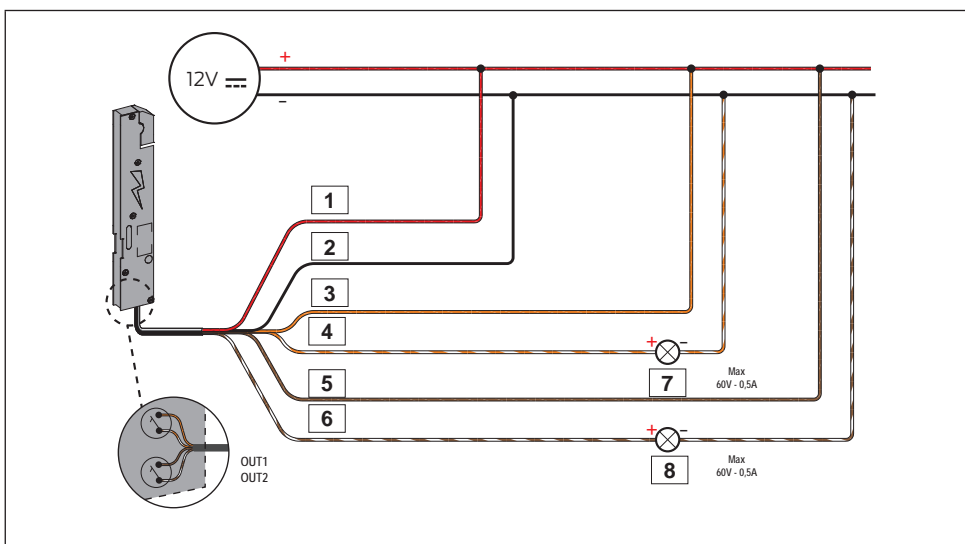 +
12V
–
1
2
3
4
+ –
5
7
Max
60V - 0,5A
6
+ –
OUT1
OUT2
8
Max
60V - 0,5A